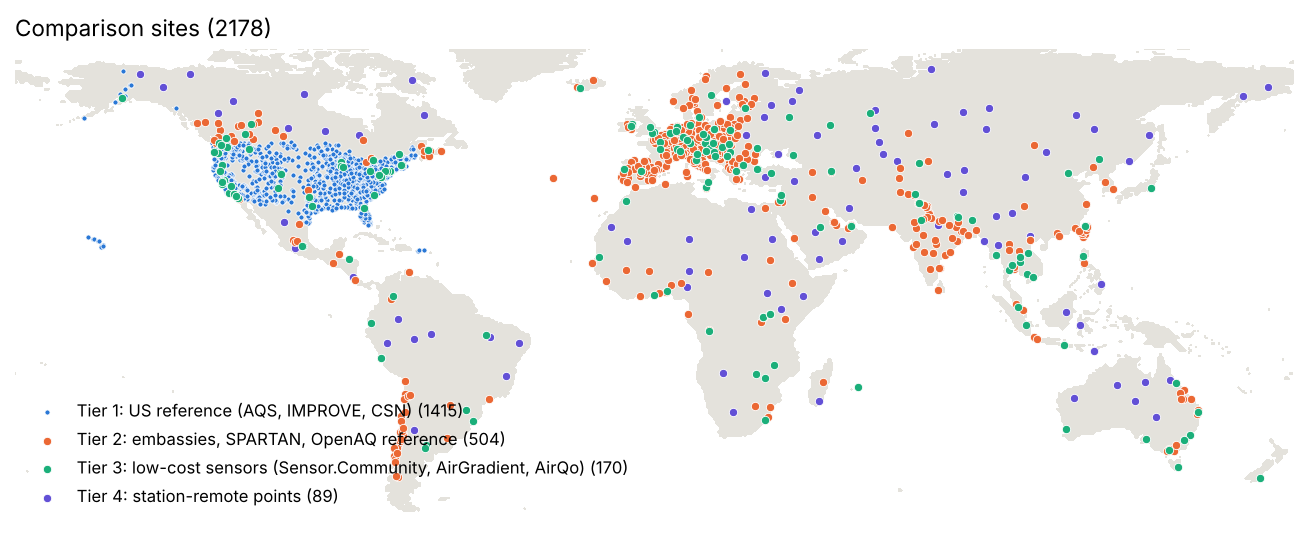 Comparison sites (2178)
Tier 1: US reference (AQS, IMPROVE, CSN) (1415)
Tier 2: embassies, SPARTAN, OpenAQ reference (504)
Tier 3: low-cost sensors (Sensor.Community, AirGradient, AirQo) (170)
Tier 4: station-remote points (89)